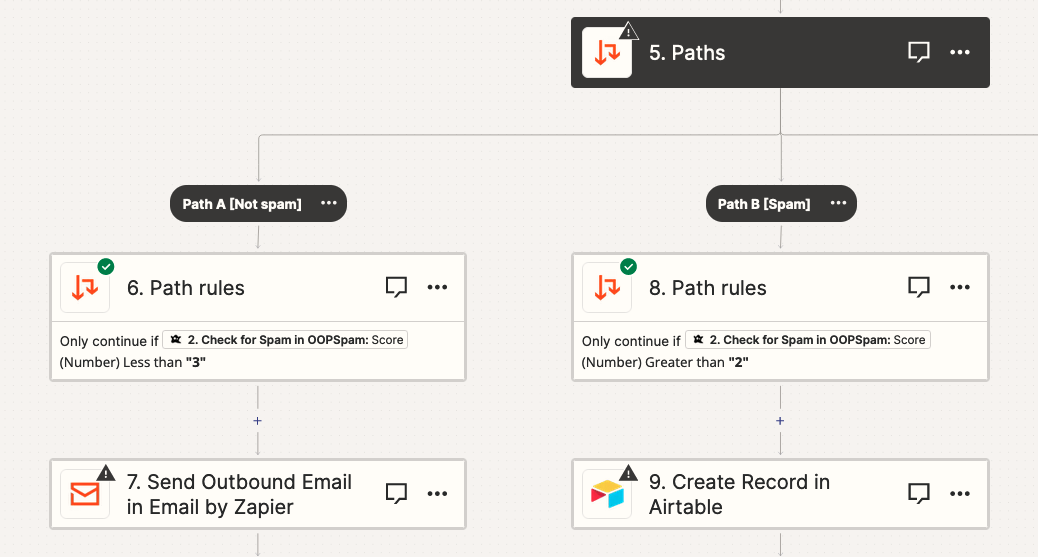 5. Paths
Path A [Not spam]
Path B [Spam]
6. Path rules
Only continue if 2. Check for Spam in OOPSpam: Score
(Number) Less than "3"
8. Path rules
Only continue if 2. Check for Spam in OOPSpam: Score
(Number) Greater than "2"
7. Send Outbound Email
in Email by Zapier
9. Create Record in
Airtable